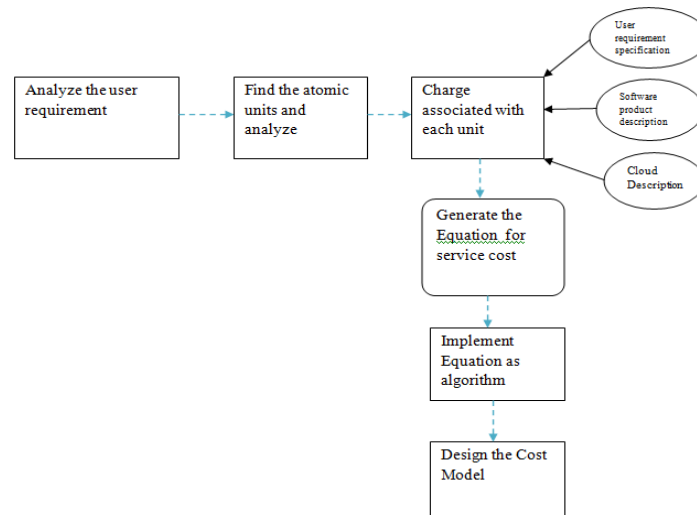 Analyze the user
requirement
Find the atomic
units and
analyze
Charge
associated with
each unit
User
requirement
specification
Software
product
description
Cloud
Description
Generate the
Equation for
service cost
Implement
Equation as
algorithm
Design the Cost
Model